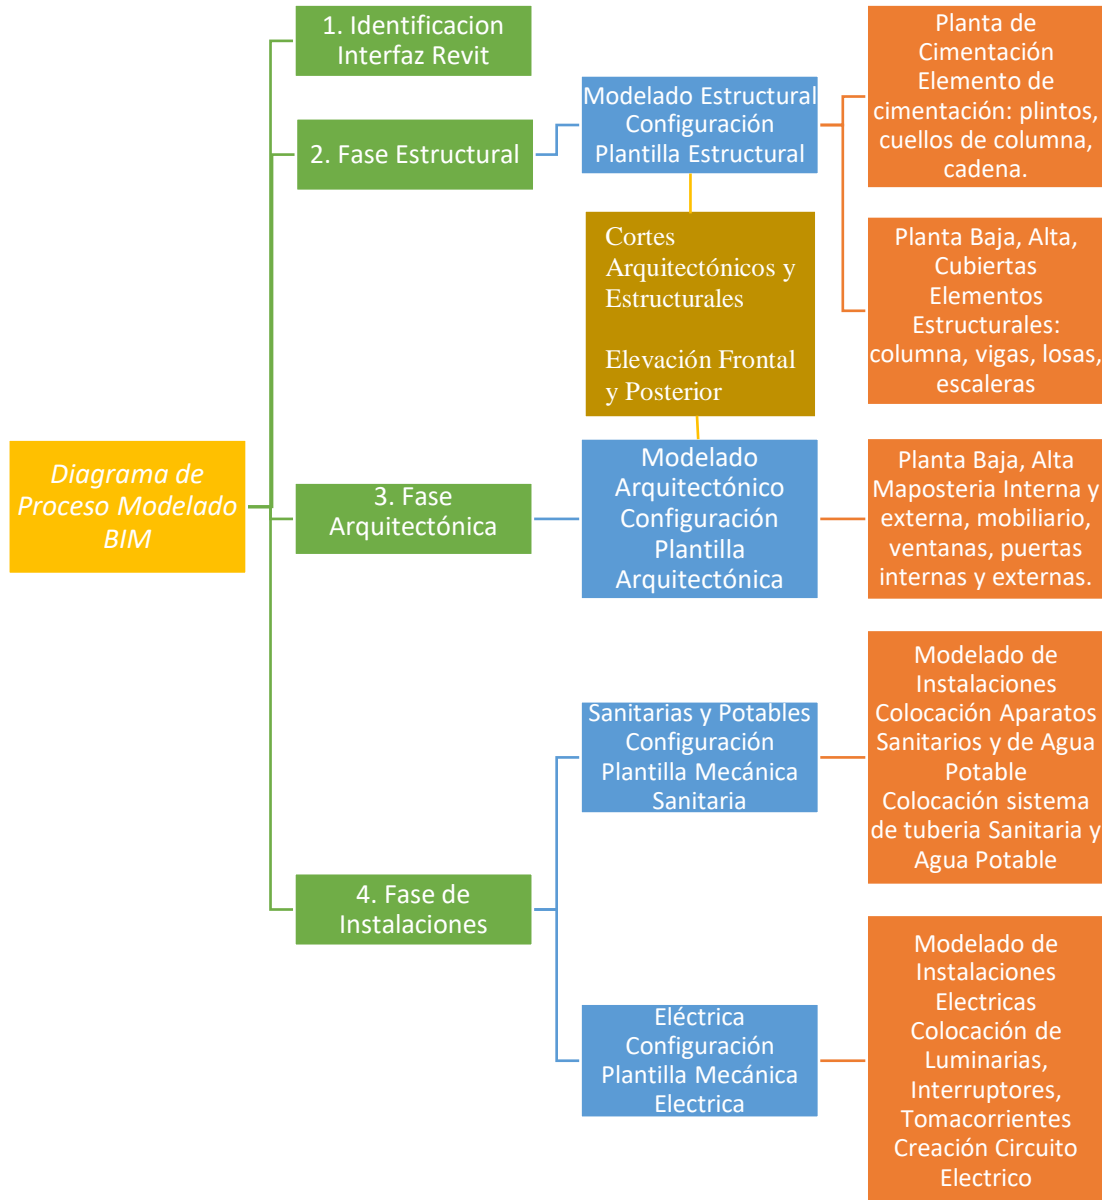 Diagrama de
Proceso Modelado
BIM
1. Identificacion
Interfaz Revit
2. Fase Estructural
Modelado Estructural
Configuración
Plantilla Estructural
Planta de
Cimentación
Elemento de
cimentación: plintos,
cuellos de columna,
cadena.
Planta Baja, Alta,
Cubiertas
Elementos
Estructurales:
columna, vigas, losas,
escaleras
Cortes
Arquitectónicos y
Estructurales
Elevación Frontal
y Posterior
3. Fase
Arquitectónica
Modelado
Arquitectónico
Configuración
Plantilla
Arquitectónica
Planta Baja, Alta
Maposteria Interna y
externa, mobiliario,
ventanas, puertas
internas y externas.
4. Fase de
Instalaciones
Sanitarias y Potables
Configuración
Plantilla Mecánica
Sanitaria
Modelado de
Instalaciones
Colocación Aparatos
Sanitarios y de Agua
Potable
Colocación sistema
de tuberia Sanitaria y
Agua Potable
Eléctrica
Configuración
Plantilla Mecánica
Electrica
Modelado de
Instalaciones
Electricas
Colocación de
Luminarias,
Interruptores,
Tomacorrientes
Creación Circuito
Electrico